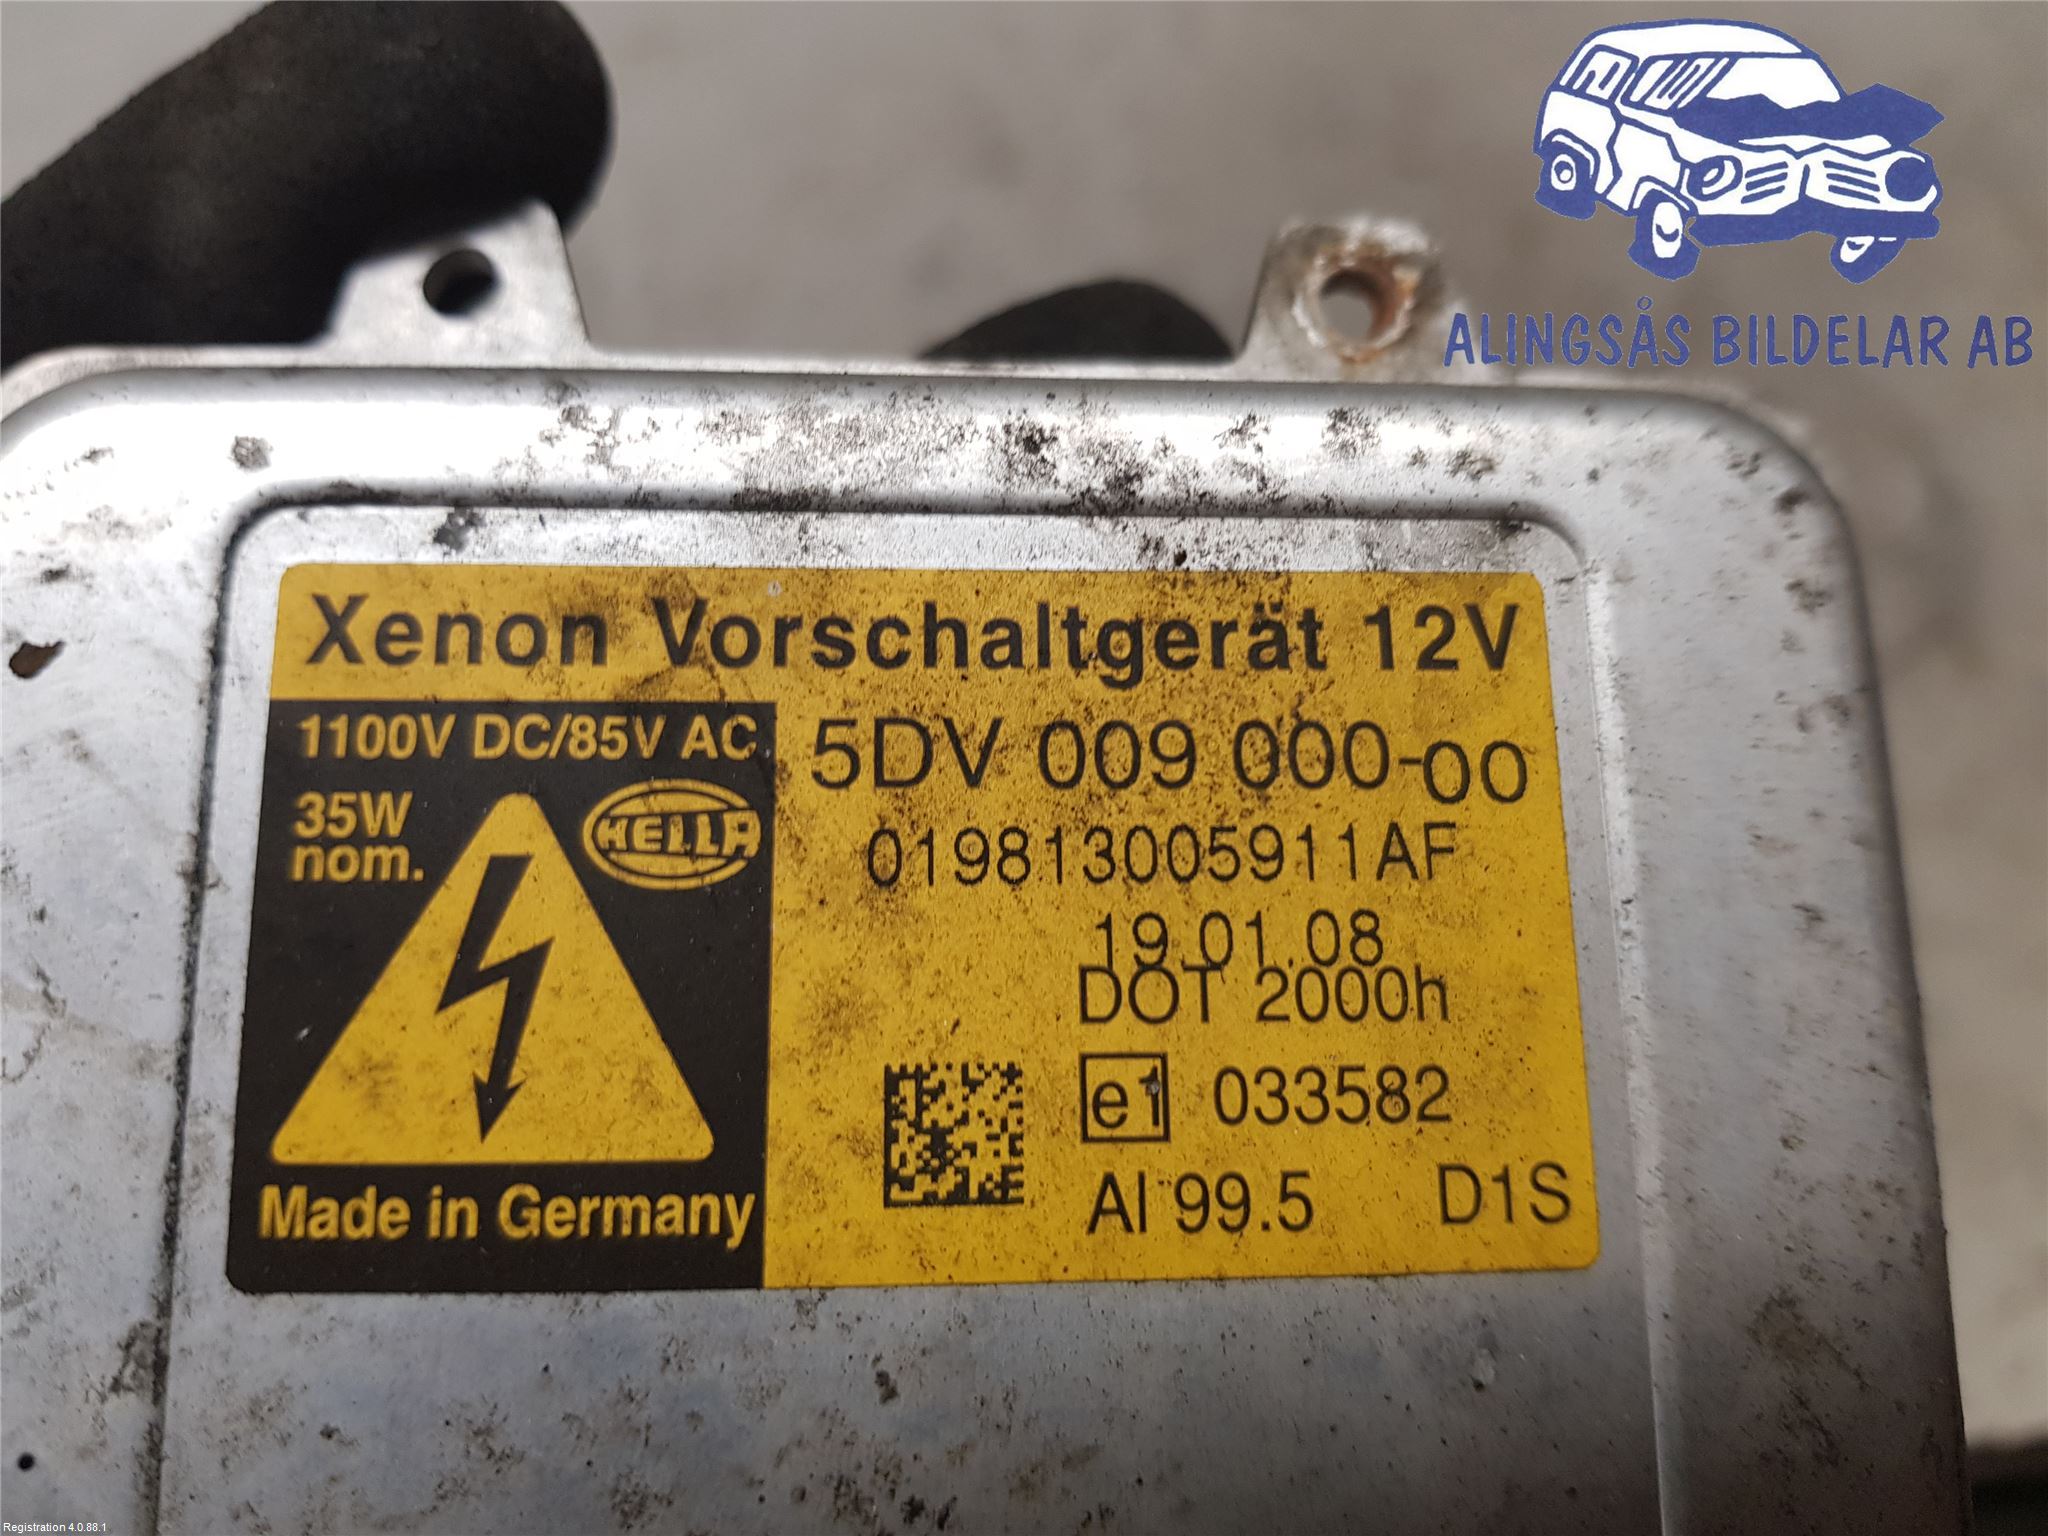 ALINGSÅS BILDELAR AB
Xenon Vorschaltgerät 12V
1100V DC/85V AC
35W
nom.
HELLA
Made in Germany
5DV 009 000-00
019813005911AF
19.01.08
DOT 2000h
e1 033582
Al 99.5 D1S
Registration 4.0.88.1